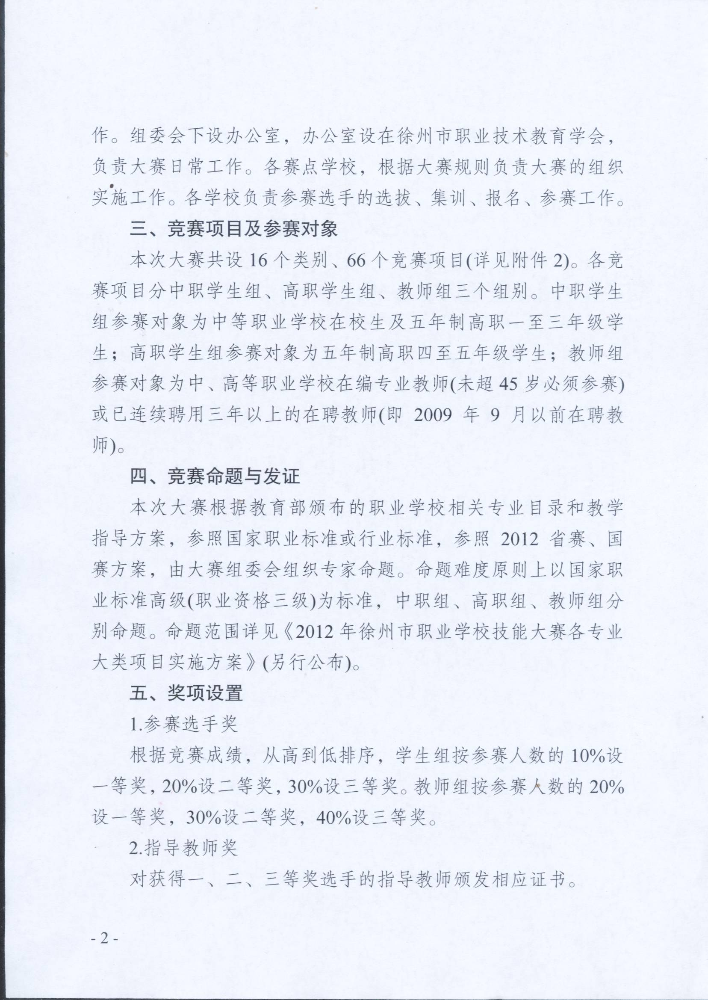 作。组委会下设办公室，办公室设在徐州市职业技术教育学会，
负责大赛日常工作。各赛点学校，根据大赛规则负责大赛的组织
实施工作。各学校负责参赛选手的选拔、集训、报名、参赛工作。
三、竞赛项目及参赛对象
本次大赛共设 16 个类别、66 个竞赛项目(详见附件 2)。各竞
赛项目分中职学生组、高职学生组、教师组三个组别。中职学生
组参赛对象为中等职业学校在校生及五年制高职一至三年级学
生；高职学生组参赛对象为五年制高职四至五年级学生；教师组
参赛对象为中、高等职业学校在编专业教师(未超 45 岁必须参赛)
或已连续聘用三年以上的在聘教师(即 2009 年 9 月以前在聘教
师)。
四、竞赛命题与发证
本次大赛根据教育部颁布的职业学校相关专业目录和教学
指导方案，参照国家职业标准或行业标准，参照 2012 省赛、国
赛方案，由大赛组委会组织专家命题。命题难度原则上以国家职
业标准高级(职业资格三级)为标准，中职组、高职组、教师组分
别命题。命题范围详见《2012 年徐州市职业学校技能大赛各专业
大类项目实施方案》(另行公布)。
五、奖项设置
1.参赛选手奖
根据竞赛成绩，从高到低排序，学生组按参赛人数的 10%设
一等奖，20%设二等奖，30%设三等奖。教师组按参赛人数的 20%
设一等奖，30%设二等奖，40%设三等奖。
2.指导教师奖
对获得一、二、三等奖选手的指导教师颁发相应证书。
- 2 -